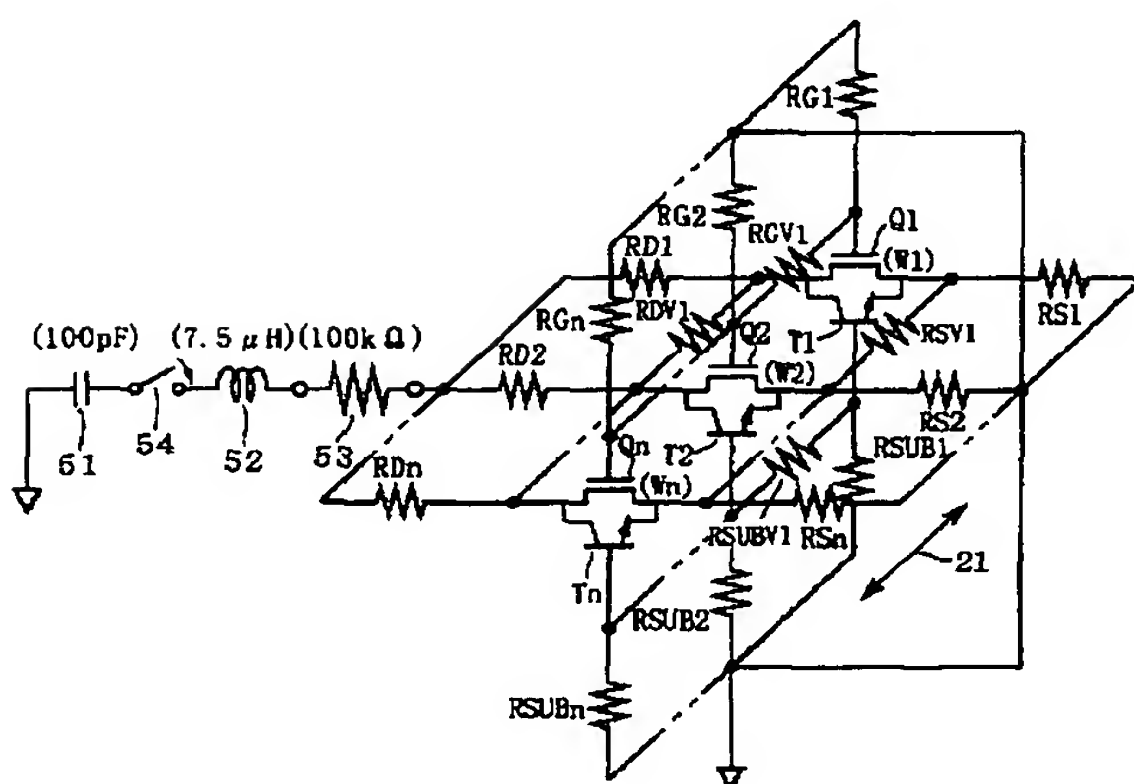 RG1
RG2
RCV1
Q1
(W1)
RD1
RGn
RDV1
Q2
(W2)
T1
RSV1
RS1
(100pF)
(7.5 μH)
(100kΩ)
RD2
51
54
52
53
RDn
Qn
(Wn)
T2
RS2
RSUB1
RSUBV1
RSn
21
Tn
RSUB2
RSUBn